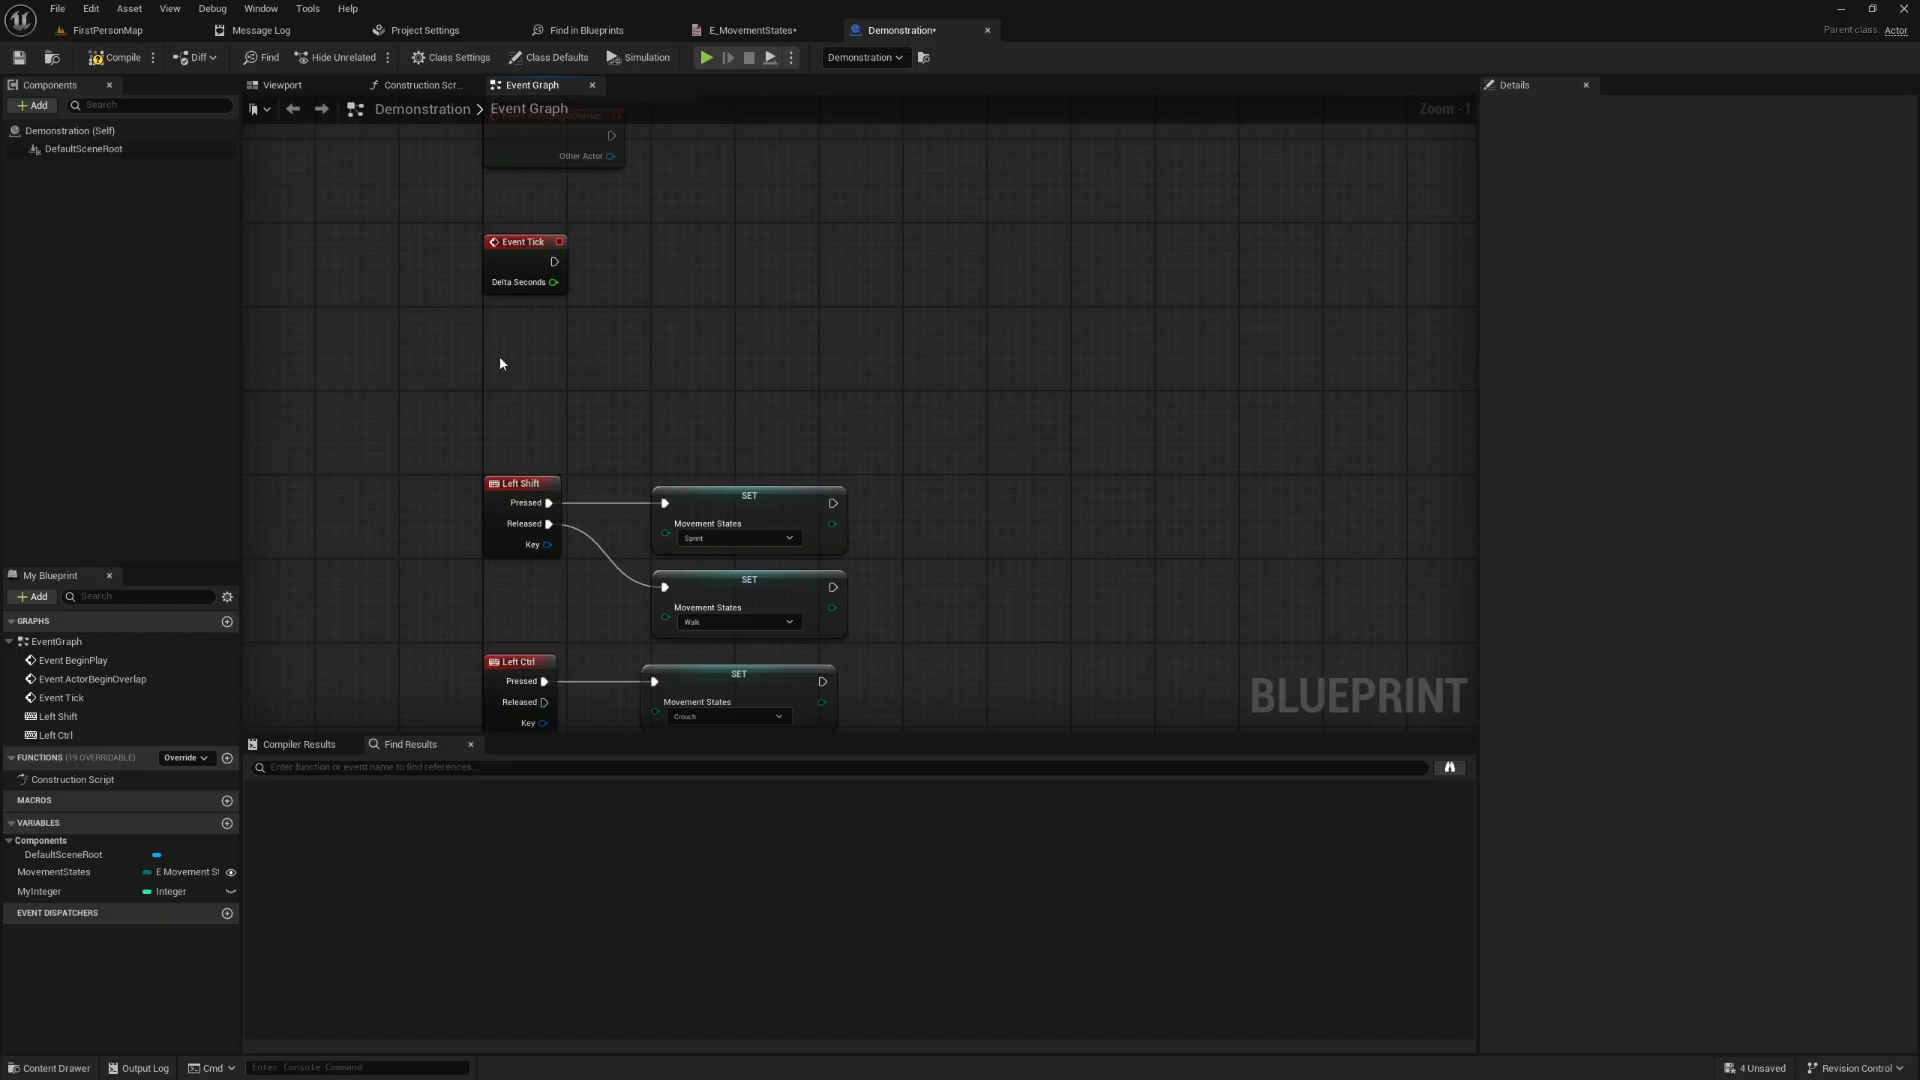 File Edit Asset View Debug Window Tools Help
FirstPersonMap Message Log Project Settings Find in Blueprints E_MovementStates* Demonstration*
Parent class: Actor
Compile Diff Find Hide Unrelated Class Settings Class Defaults Simulation Demonstration
Components
Add Search
Demonstration (Self)
DefaultSceneRoot
Viewport Construction Scr... Event Graph
Demonstration > Event Graph
Zoom -1
Event ActorBeginOverlap
Other Actor
Event Tick
Delta Seconds
Left Shift
Pressed
Released
Key
SET
Movement States
Sprint
SET
Movement States
Walk
Left Ctrl
Pressed
Released
Key
SET
Movement States
Crouch
BLUEPRINT
Details
My Blueprint
Add Search
GRAPHS
EventGraph
Event BeginPlay
Event ActorBeginOverlap
Event Tick
Left Shift
Left Ctrl
FUNCTIONS (19 OVERRIDABLE) Override
Construction Script
MACROS
VARIABLES
Components
DefaultSceneRoot
MovementStates E Movement St
MyInteger Integer
EVENT DISPATCHERS
Compiler Results Find Results
Enter function or event name to find references...
Content Drawer Output Log Cmd Enter Console Command
4 Unsaved Revision Control